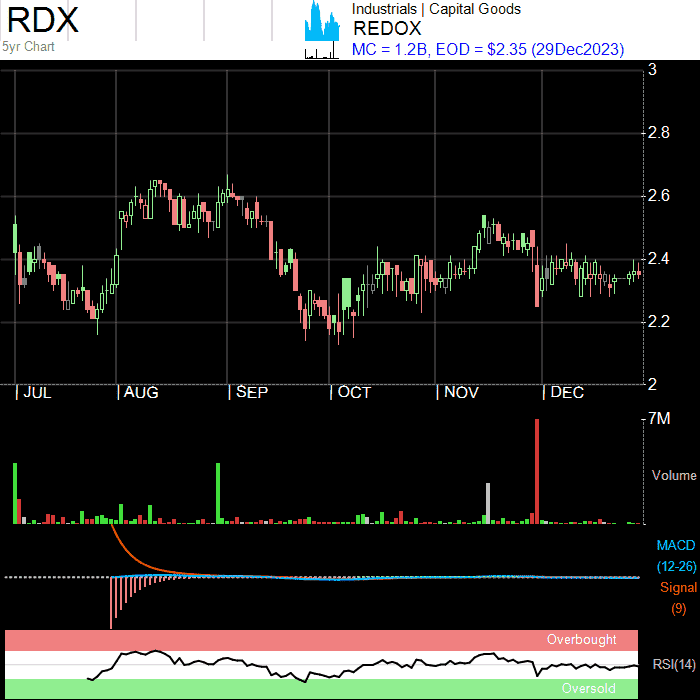 RDX
5yr Chart
Industrials | Capital Goods
REDOX
MC = 1.2B, EOD = $2.35 (29Dec2023)
3
2.8
2.6
2.4
2.2
2
JUL AUG SEP OCT NOV DEC
7M
Volume
MACD
(12-26)
Signal
(9)
Overbought
RSI(14)
Oversold